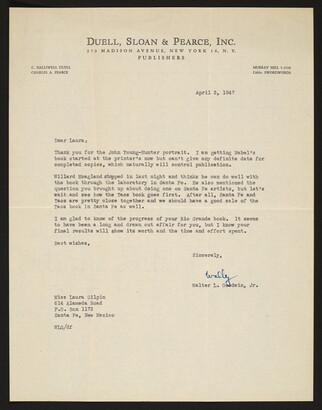 DUELL, SLOAN & PEARCE, INC.
270 MADISON AVENUE, NEW YORK 16, N. Y.
PUBLISHERS
C. HALLIWELL DUELL
CHARLES A. PEARCE
MURRAY HILL
Cable:
April 2, 1947
Dear Laura,
Thank you for the John Young-Hunter portrait. I am getting Mabel's
book started at the printer's now but can't give any definite date for
completed copies, which naturally will control publication.
Willard Hougland stopped in last night and thinks he can do well with
the book through the laboratory in Santa Fe. He also mentioned the
question you brought up about doing one on Santa Fe artists, but let's
wait and see how the Taos book goes first. After all, Santa Fe and
Taos are pretty close together and we should have a good sale of the
Taos book in Santa Fe as well.
I am glad to know of the progress of your Rio Grande book. It seems
to have been a long and drawn out affair for you, but I know your
final results will show its worth and the time and effort spent.
Best wishes,
Sincerely,
Wally
Walter L. Goodwin, Jr.
Miss Laura Gilpin
614 Alameda Road
P.O. Box 1173
Santa Fe, New Mexico